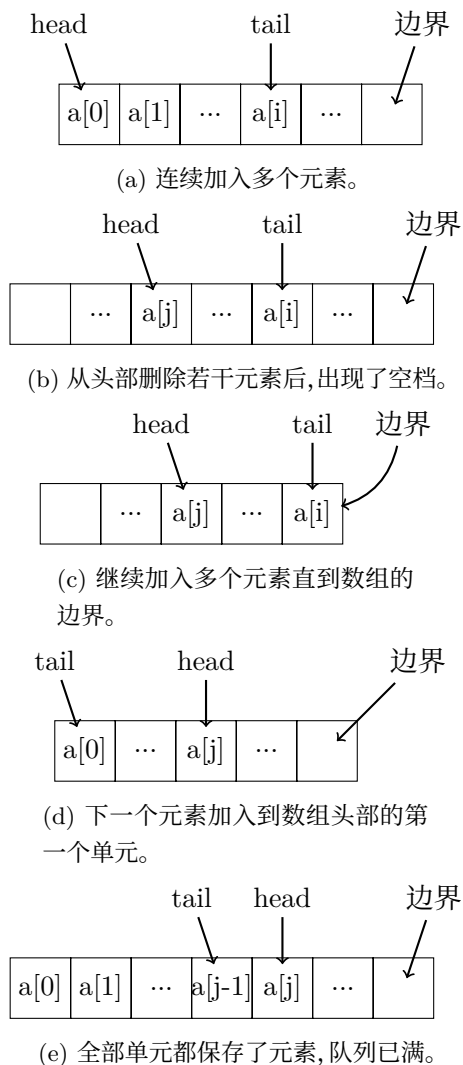 head tail 边界
a[0] a[1] ... a[i] ...
(a) 连续加入多个元素。
head tail 边界
... a[j] ... a[i] ...
(b) 从头部删除若干元素后,出现了空档。
head tail 边界
... a[j] ... a[i]
(c) 继续加入多个元素直到数组的
边界。
tail head 边界
a[0] ... a[j] ...
(d) 下一个元素加入到数组头部的第
一个单元。
tail head 边界
a[0] a[1] ... a[j-1] a[j] ...
(e) 全部单元都保存了元素,队列已满。